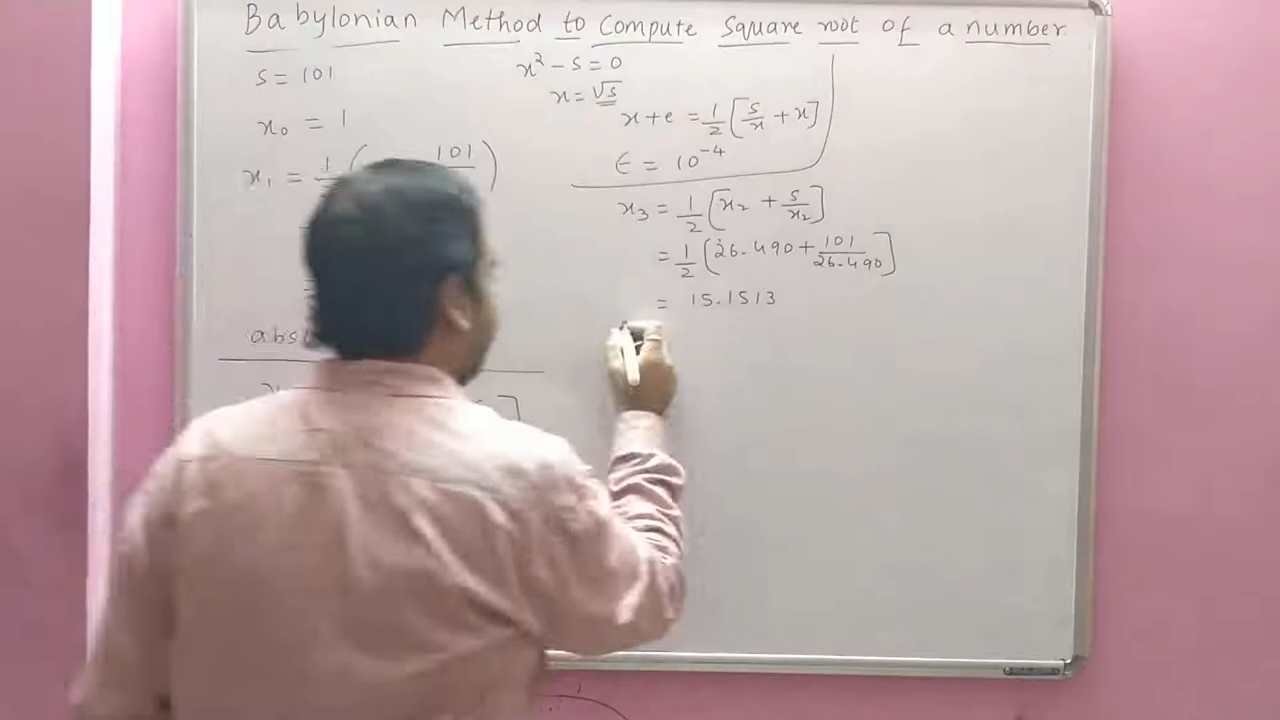 Babylonian Method to Compute Square root of a number
S = 101
x₀ = 1
x₁ = 1 ( 101 )
abs
x²-S=0
x=√S
x+e = 1/2 [S/x + x]
ϵ = 10⁻⁴
x₃ = 1/2 [x₂ + S/x₂]
= 1/2 (26.490 + 101/26.490]
= 15.1513